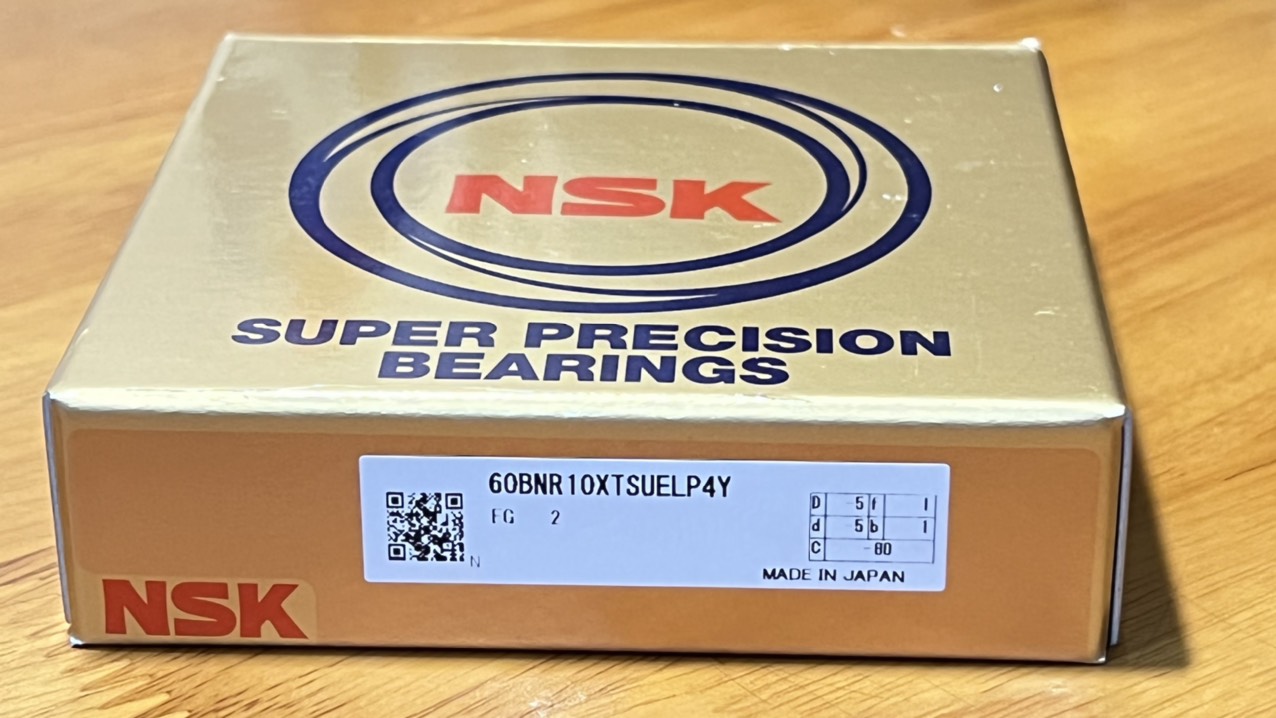 NSK
SUPER PRECISION
BEARINGS
60BNR10XTSUELP4Y
FG 2
N
D -5 f 1
d -5 b 1
C -80
MADE IN JAPAN
NSK